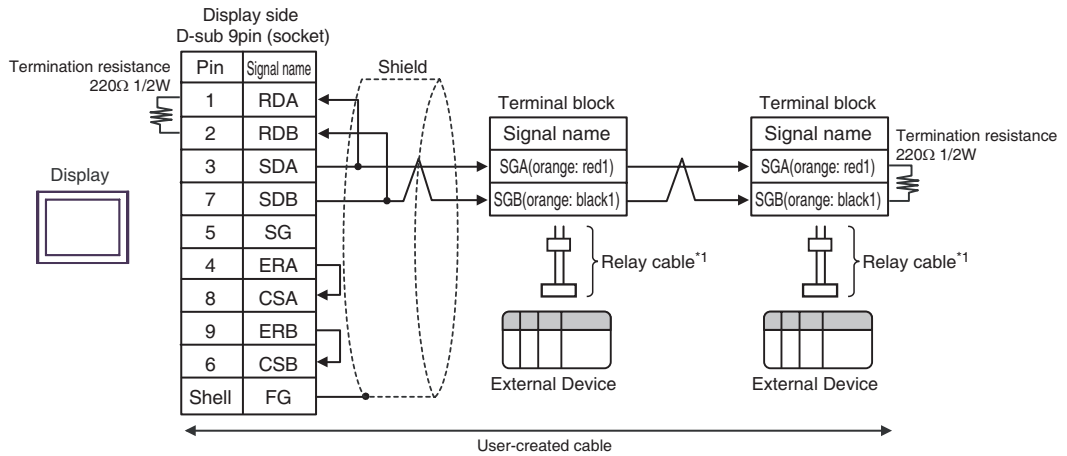 Display side
D-sub 9pin (socket)
Termination resistance
220Ω 1/2W
Pin Signal name
1 RDA
2 RDB
3 SDA
7 SDB
5 SG
4 ERA
8 CSA
9 ERB
6 CSB
Shell FG
Display
Shield
Terminal block
Signal name
SGA(orange: red1)
SGB(orange: black1)
Relay cable*1
External Device
Terminal block
Signal name
SGA(orange: red1)
SGB(orange: black1)
Termination resistance
220Ω 1/2W
Relay cable*1
External Device
User-created cable